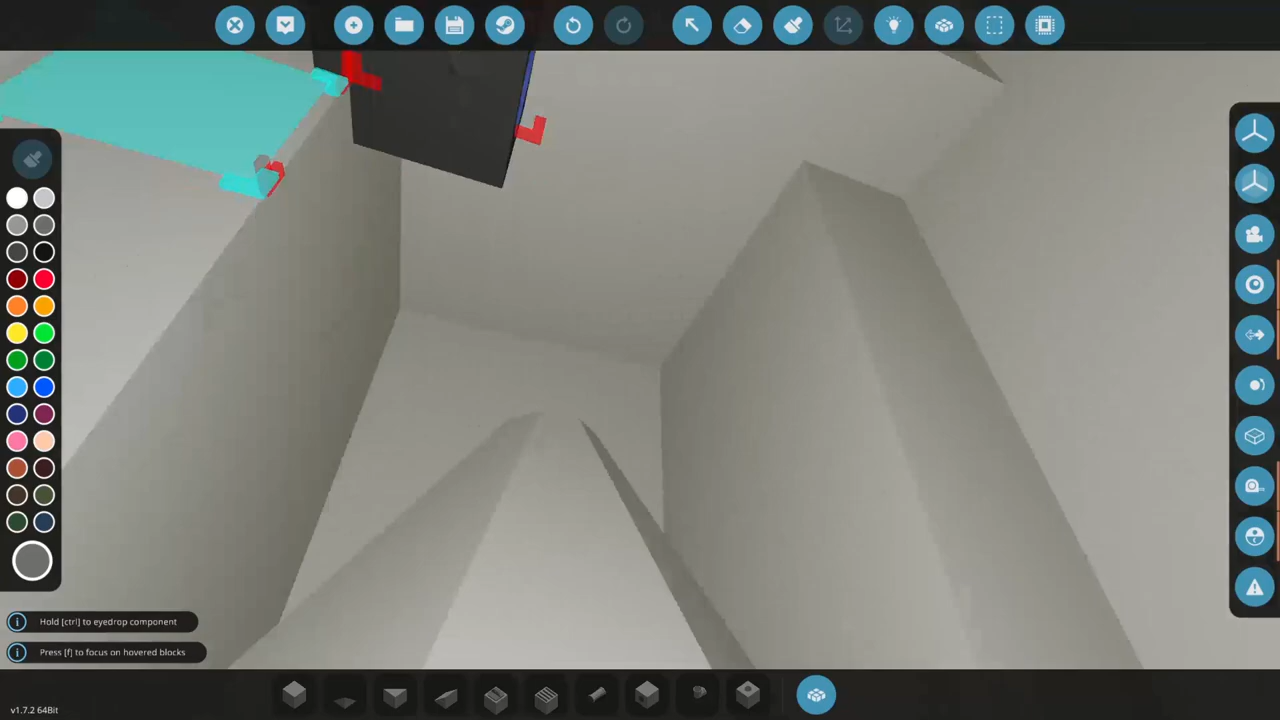 Hold [ctrl] to eyedrop component
Press [f] to focus on hovered blocks
v1.7.2 64Bit